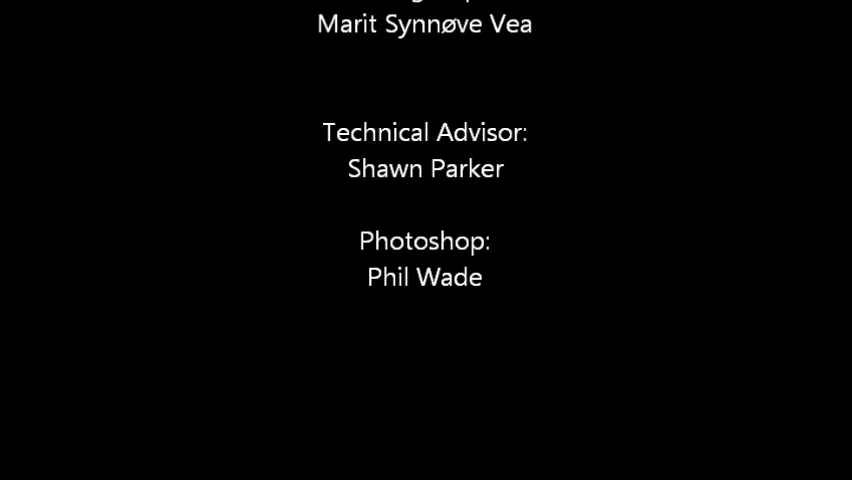 Marit Synnøve Vea
Technical Advisor:
Shawn Parker
Photoshop:
Phil Wade